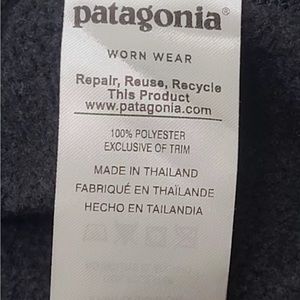 patagonia®
WORN WEAR
Repair, Reuse, Recycle
This Product
www.patagonia.com
100% POLYESTER
EXCLUSIVE OF TRIM
MADE IN THAILAND
FABRIQUÉ EN THAÏLANDE
HECHO EN TAILANDIA